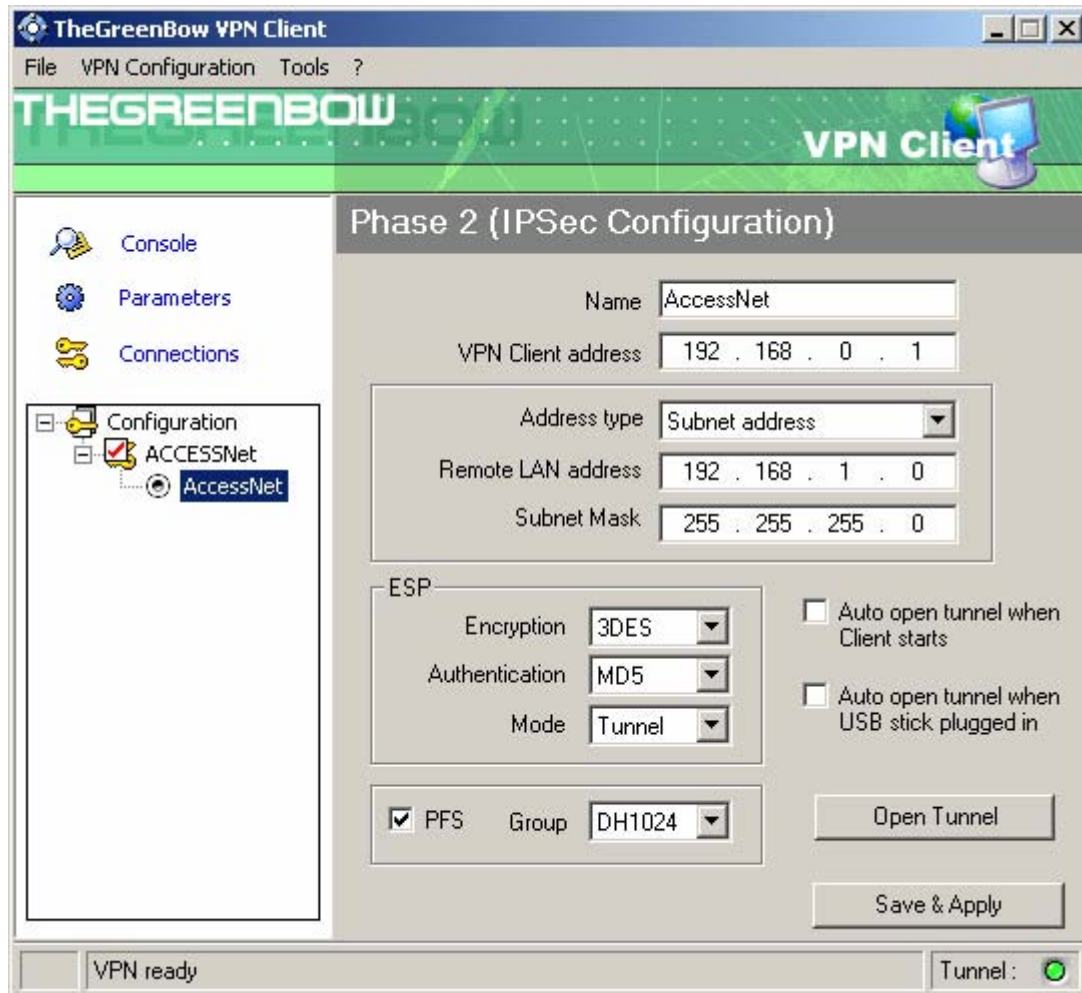 TheGreenBow VPN Client
File VPN Configuration Tools ?
THEGREENBOW
VPN Client
Console
Parameters
Connections
Configuration
ACCESSNet
AccessNet
Phase 2 (IPSec Configuration)
Name AccessNet
VPN Client address 192 . 168 . 0 . 1
Address type Subnet address
Remote LAN address 192 . 168 . 1 . 0
Subnet Mask 255 . 255 . 255 . 0
ESP
Encryption 3DES
Authentication MD5
Mode Tunnel
Auto open tunnel when
Client starts
Auto open tunnel when
USB stick plugged in
PFS Group DH1024
Open Tunnel
Save & Apply
VPN ready
Tunnel :